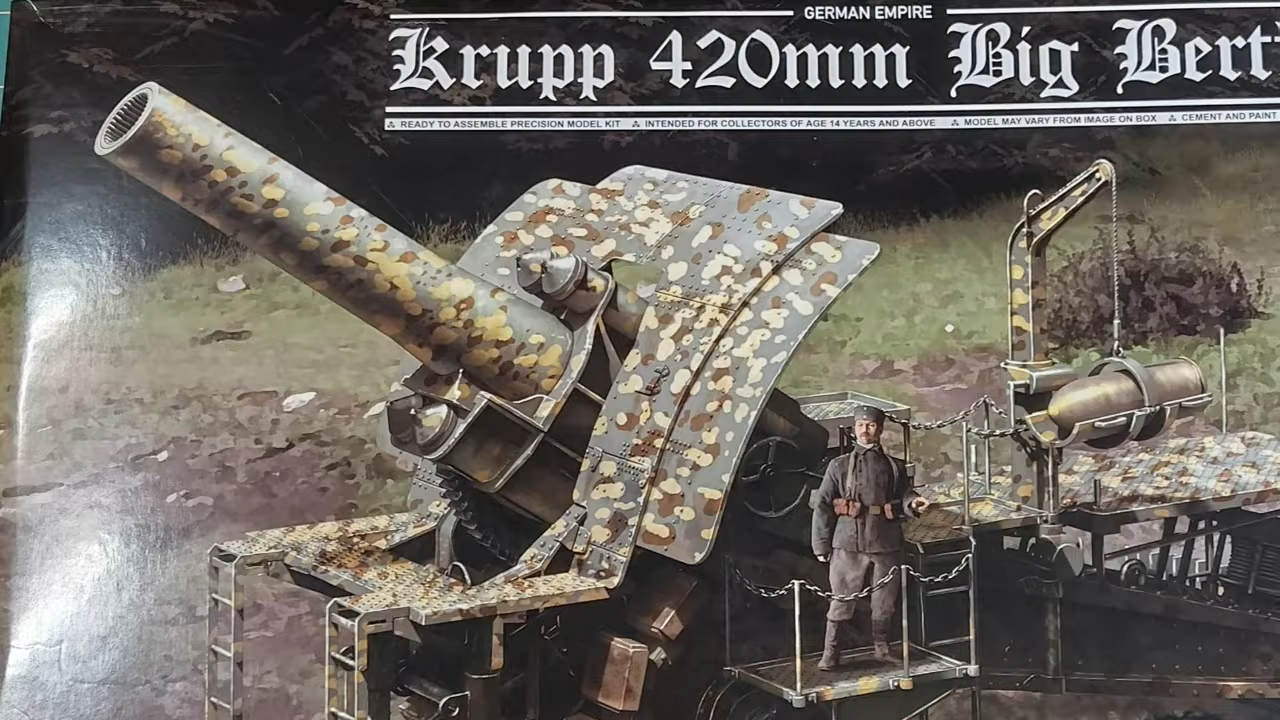 GERMAN EMPIRE
Krupp 420mm Big Bert
READY TO ASSEMBLE PRECISION MODEL KIT INTENDED FOR COLLECTORS OF AGE 14 YEARS AND ABOVE MODEL MAY VARY FROM IMAGE ON BOX CEMENT AND PAINT